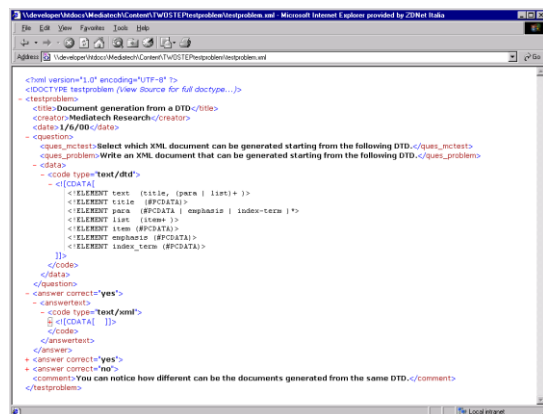 \\developer\htdocs\Mediatech\Content\TWOSTEP\testproblem\testproblem.xml - Microsoft Internet Explorer provided by ZDNet Italia
File Edit View Favorites Tools Help
Address \\developer\htdocs\Mediatech\Content\TWOSTEP\testproblem\testproblem.xml Go
<?xml version="1.0" encoding="UTF-8" ?>
<!DOCTYPE testproblem (View Source for full doctype...)>
- <testproblem>
<title>Document generation from a DTD</title>
<creator>Mediatech Research</creator>
<date>1/6/00</date>
- <question>
<ques_mctest>Select which XML document can be generated starting from the following DTD.</ques_mctest>
<ques_problem>Write an XML document that can be generated starting from the following DTD.</ques_problem>
- <data>
- <code type="text/dtd">
- <![CDATA[
<!ELEMENT text (title, (para | list)+ )>
<!ELEMENT title (#PCDATA)>
<!ELEMENT para (#PCDATA | emphasis | index-term )*>
<!ELEMENT list (item+ )>
<!ELEMENT item (#PCDATA)>
<!ELEMENT emphasis (#PCDATA)>
<!ELEMENT index_term (#PCDATA)>
]]>
</code>
</data>
</question>
- <answer correct="yes">
- <answertext>
- <code type="text/xml">
+ <![CDATA[ ]]>
</code>
</answertext>
</answer>
+ <answer correct="yes">
+ <answer correct="no">
<comment>You can notice how different can be the documents generated from the same DTD.</comment>
</testproblem>
Local intranet